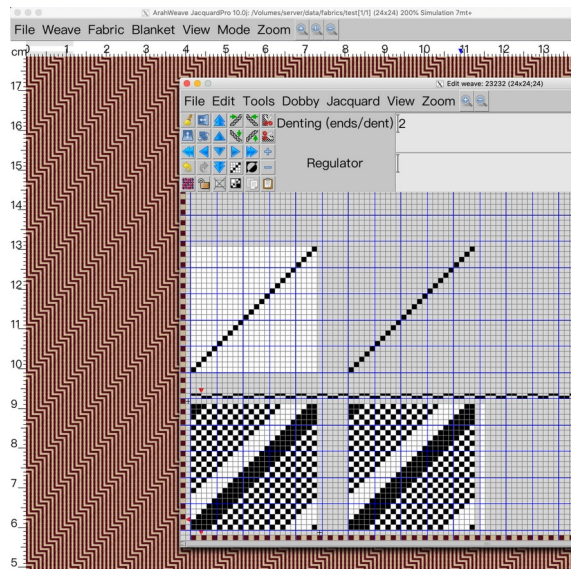 ArahWeave JacquardPro 10.0j: /Volumes/server/data/fabrics/test[1/1] (24x24) 200% Simulation 7mt+
File Weave Fabric Blanket View Mode Zoom
cm 0 1 2 3 4 5 6 7 8 9 10 11 12 13
Edit weave: 23232 (24x24;24)
File Edit Tools Dobby Jacquard View Zoom
Denting (ends/dent) 2
Regulator
17
16
15
14
13
12
11
10
9
8
7
6
5